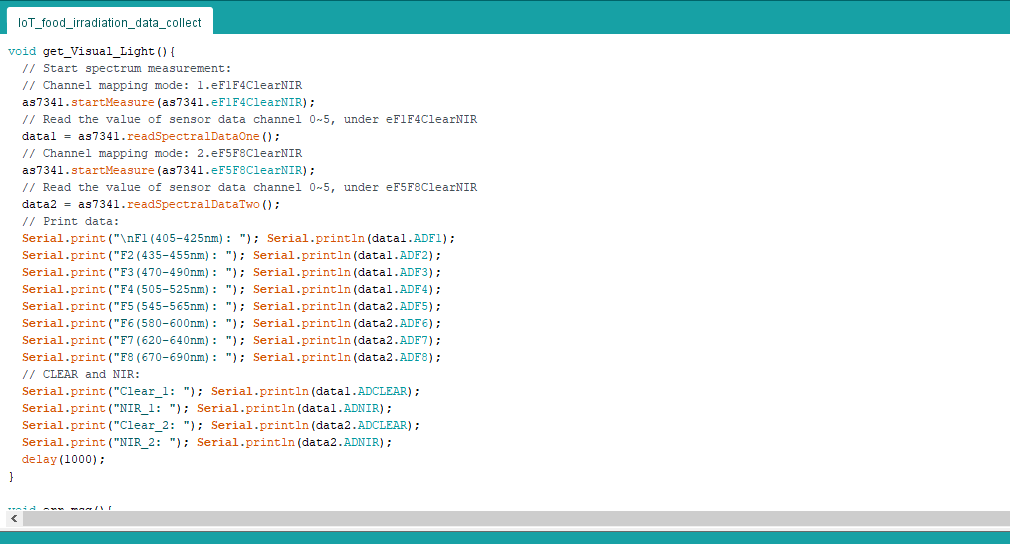 IoT_food_irradiation_data_collect
void get_Visual_Light(){
// Start spectrum measurement:
// Channel mapping mode: 1.eF1F4ClearNIR
as7341.startMeasure(as7341.eF1F4ClearNIR);
// Read the value of sensor data channel 0~5, under eF1F4ClearNIR
data1 = as7341.readSpectralDataOne();
// Channel mapping mode: 2.eF5F8ClearNIR
as7341.startMeasure(as7341.eF5F8ClearNIR);
// Read the value of sensor data channel 0~5, under eF5F8ClearNIR
data2 = as7341.readSpectralDataTwo();
// Print data:
Serial.print("\nF1(405-425nm): "); Serial.println(data1.ADF1);
Serial.print("F2(435-455nm): "); Serial.println(data1.ADF2);
Serial.print("F3(470-490nm): "); Serial.println(data1.ADF3);
Serial.print("F4(505-525nm): "); Serial.println(data1.ADF4);
Serial.print("F5(545-565nm): "); Serial.println(data2.ADF5);
Serial.print("F6(580-600nm): "); Serial.println(data2.ADF6);
Serial.print("F7(620-640nm): "); Serial.println(data2.ADF7);
Serial.print("F8(670-690nm): "); Serial.println(data2.ADF8);
// CLEAR and NIR:
Serial.print("Clear_1: "); Serial.println(data1.ADCLEAR);
Serial.print("NIR_1: "); Serial.println(data1.ADNIR);
Serial.print("Clear_2: "); Serial.println(data2.ADCLEAR);
Serial.print("NIR_2: "); Serial.println(data2.ADNIR);
delay(1000);
}
void err_msg(){